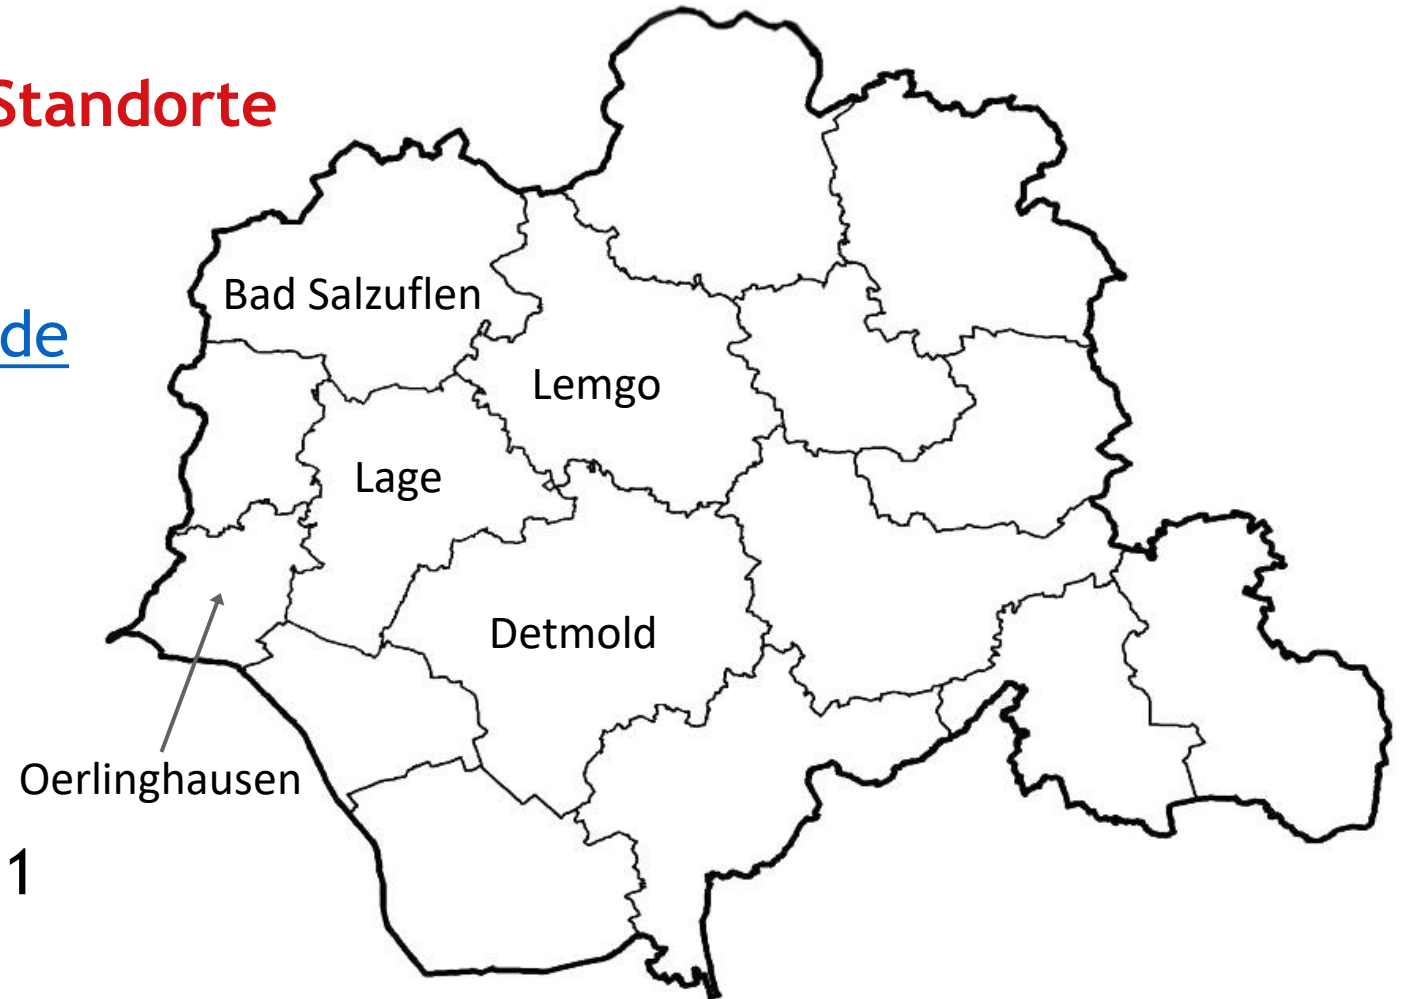 Standorte
Bad Salzuflen
de
Lemgo
Lage
Detmold
Oerlinghausen
1